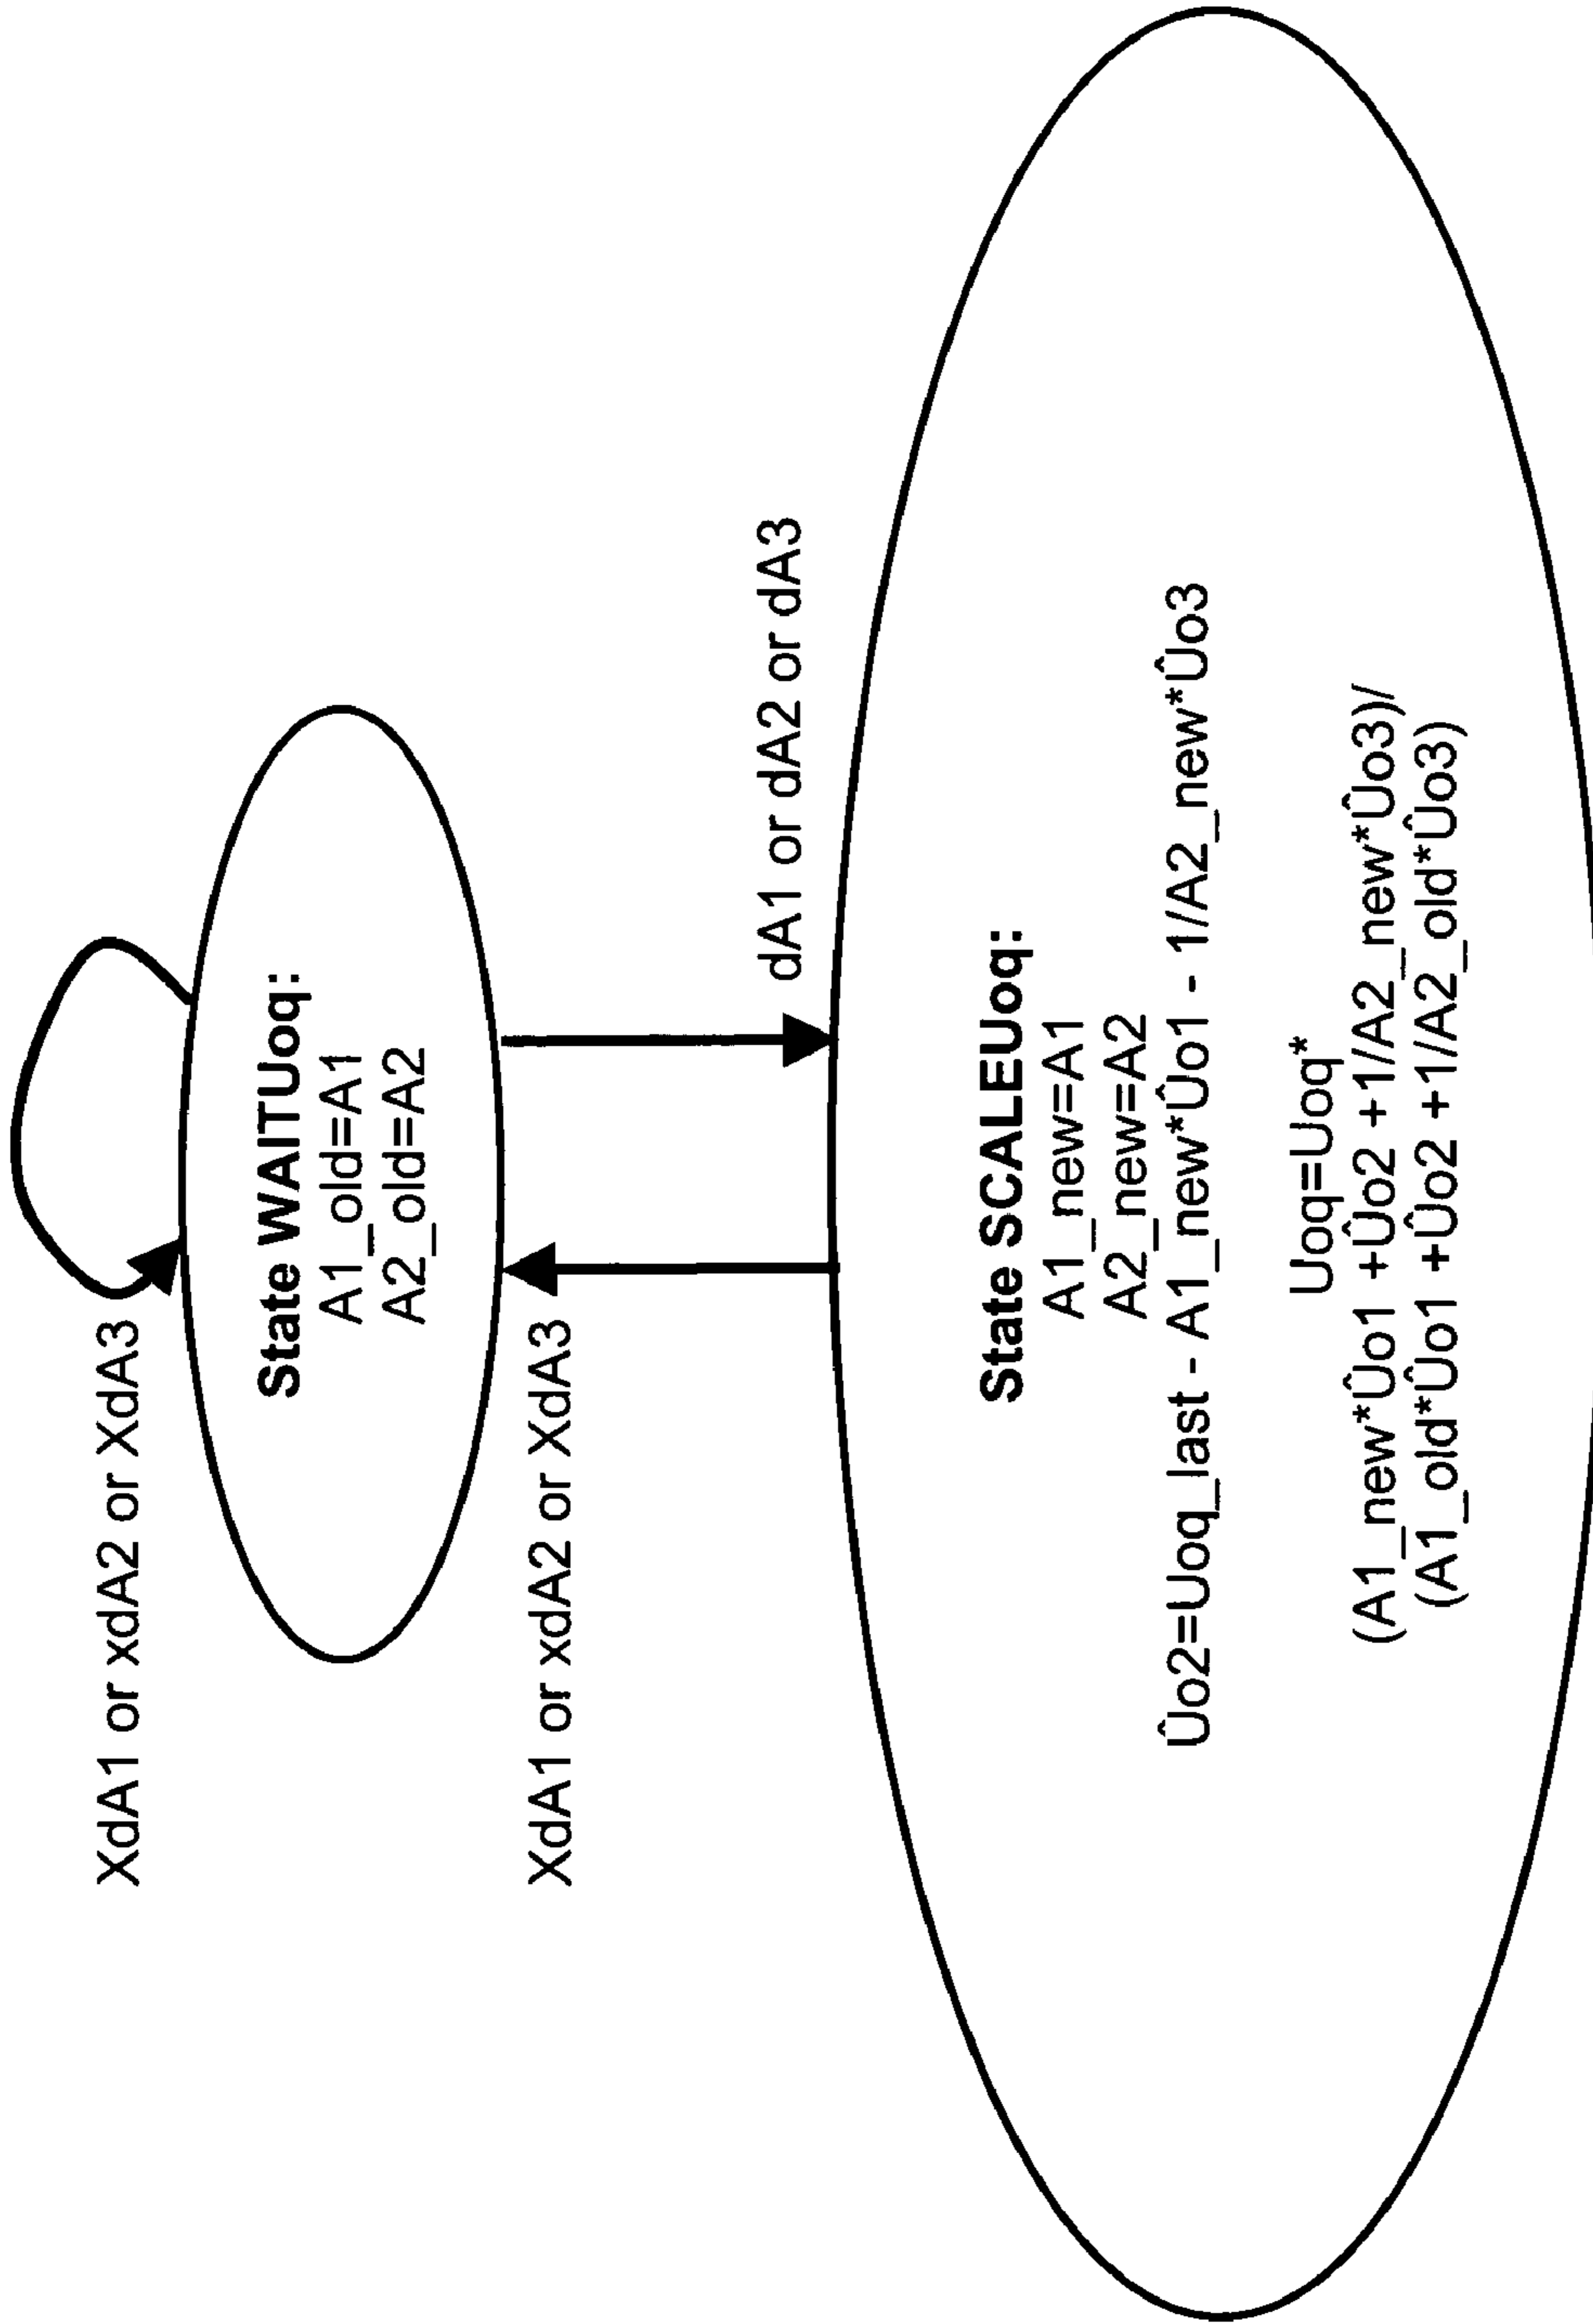 XdA1 or xdA2 or XdA3
State WAITUoq:
A1_old=A1
A2_old=A2
XdA1 or xdA2 or XdA3
dA1 or dA2 or dA3
State SCALEUoq:
A1_new=A1
A2_new=A2
Ûo2=Uoq_last - A1_new*Ûo1 - 1/A2_new*Ûo3
Uoq=Uoq*
(A1_new*Ûo1 +Ûo2 +1/A2_new*Ûo3)/
(A1_old*Ûo1 +Ûo2 +1/A2_old*Ûo3)